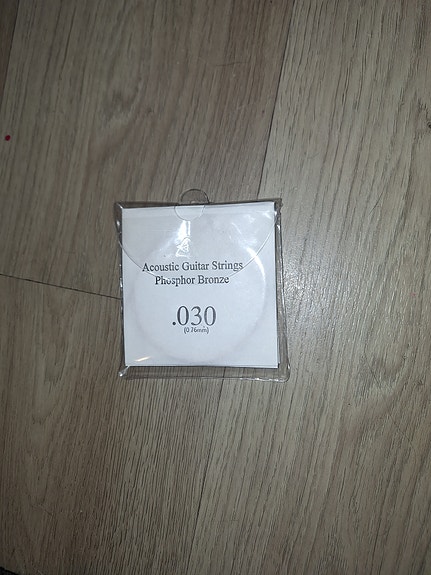 Acoustic Guitar Strings
Phosphor Bronze
.030
(0.76mm)